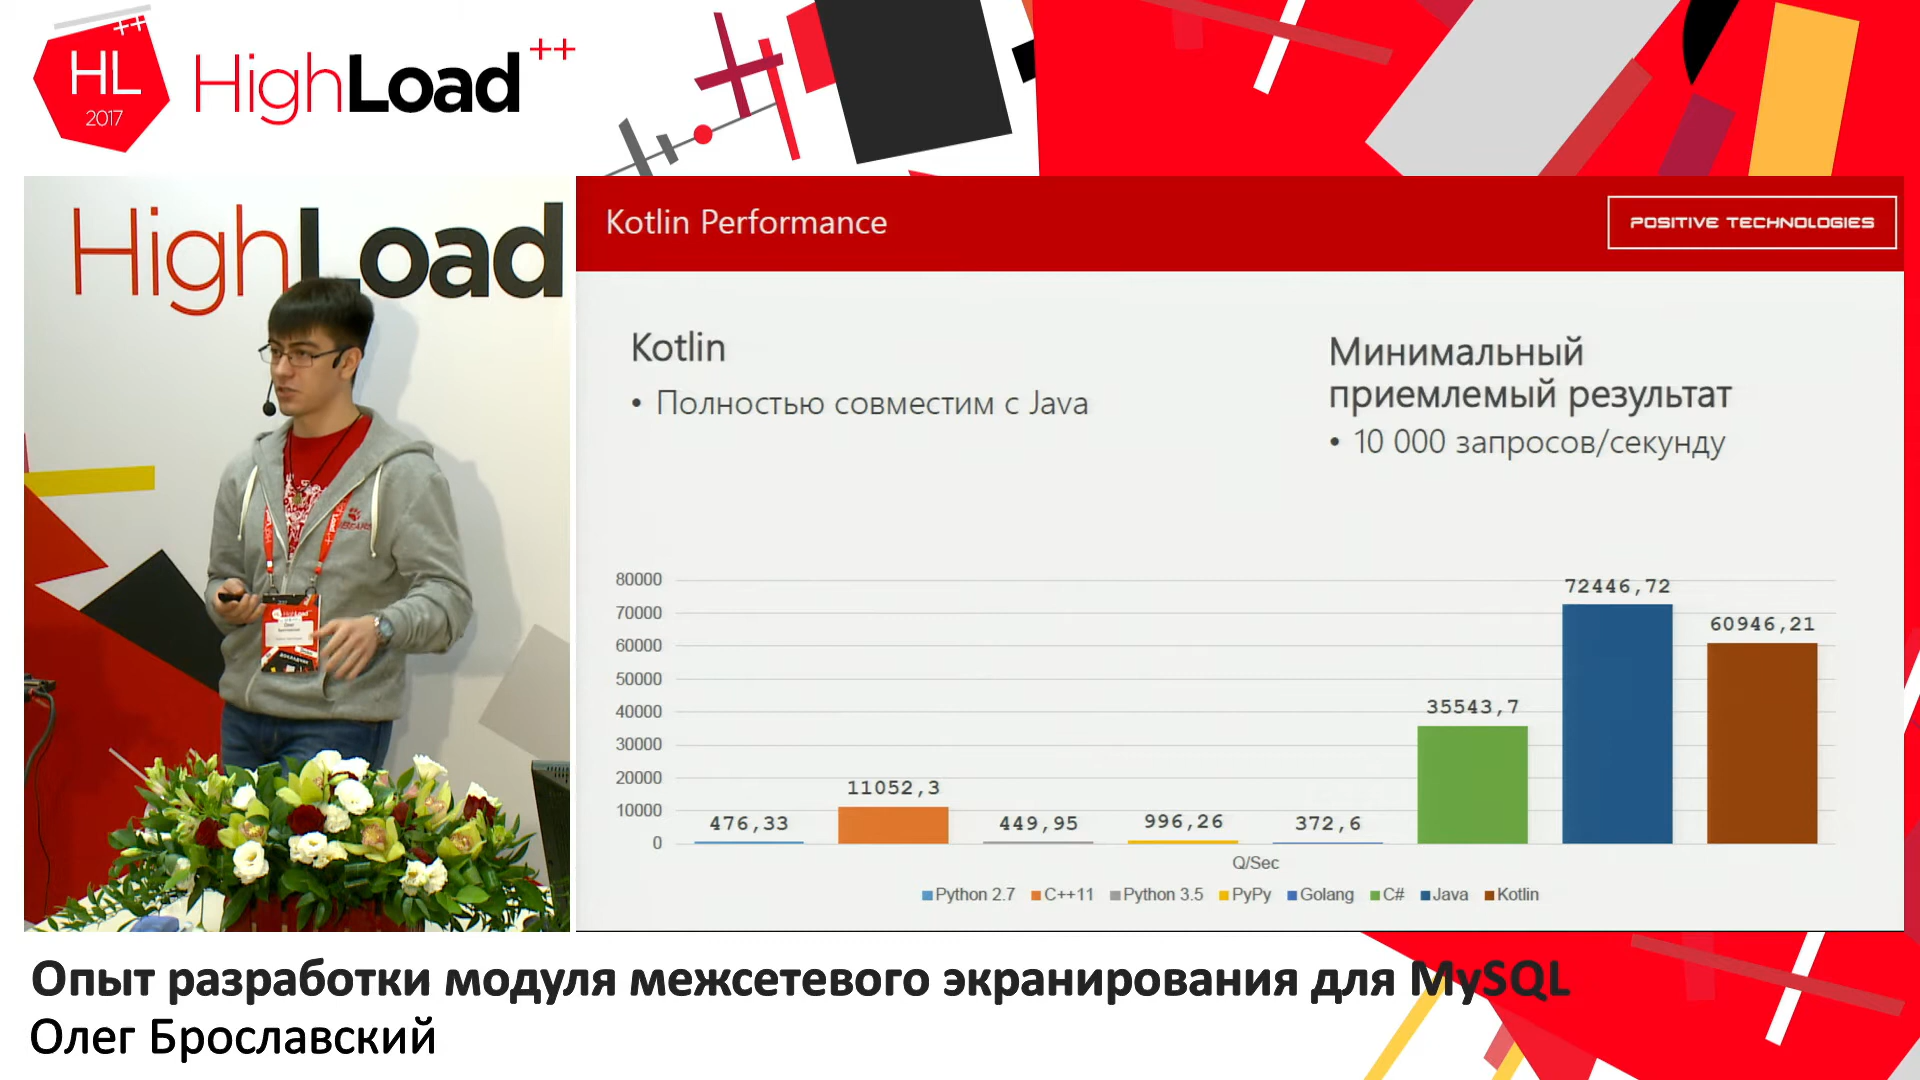 HL++
2017
HighLoad++
HighLoad
HighLoad
ДОКЛАДЧИК
Kotlin Performance
POSITIVE TECHNOLOGIES
Kotlin
• Полностью совместим с Java
Минимальный
приемлемый результат
• 10 000 запросов/секунду
80000
70000
60000
50000
40000
30000
20000
10000
0
476,33
11052,3
449,95
996,26
372,6
35543,7
72446,72
60946,21
Q/Sec
Python 2.7 C++11 Python 3.5 PyPy Golang C# Java Kotlin
Опыт разработки модуля межсетевого экранирования для MySQL
Олег Брославский